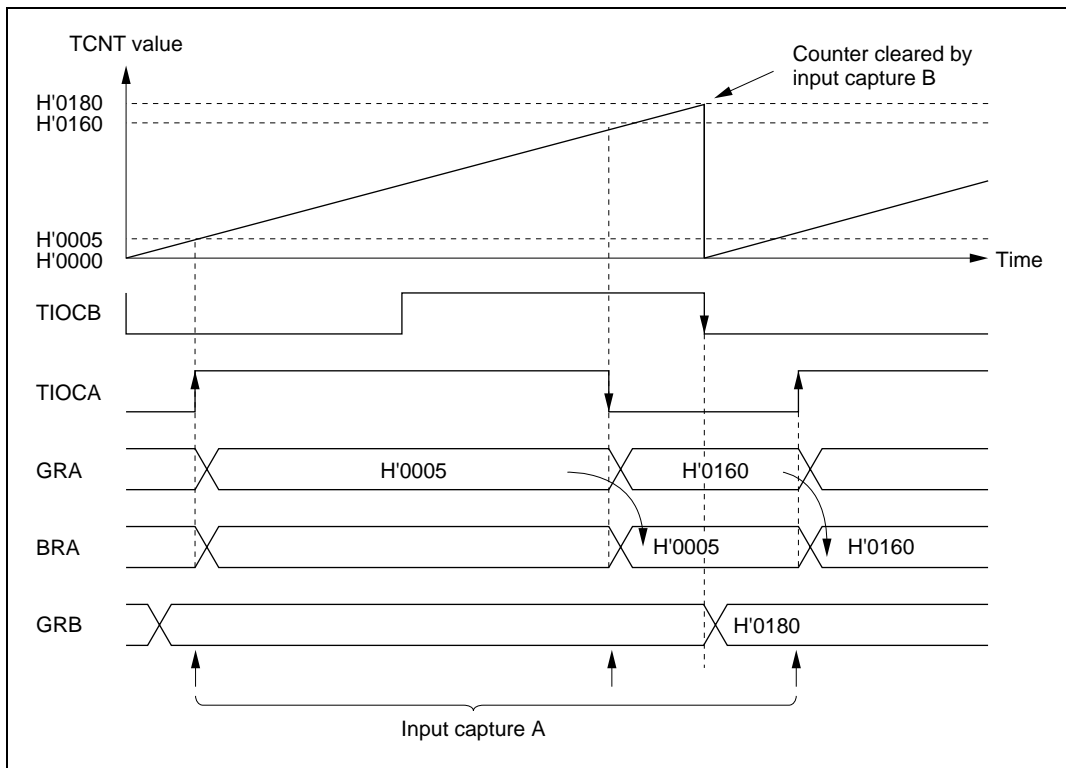 TCNT value
Counter cleared by
input capture B
H'0180
H'0160
H'0005
H'0000
Time
TIOCB
TIOCA
GRA
H'0005
H'0160
BRA
H'0005
H'0160
GRB
H'0180
Input capture A